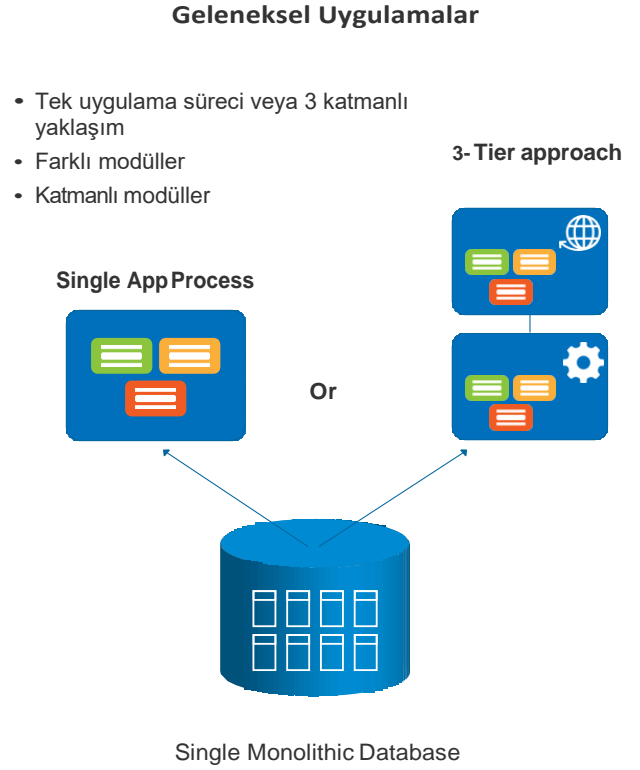 Geleneksel Uygulamalar
• Tek uygulama süreci veya 3 katmanlı
yaklaşım
• Farklı modüller
• Katmanlı modüller
3- Tier approach
Single App Process
Or
Single Monolithic Database